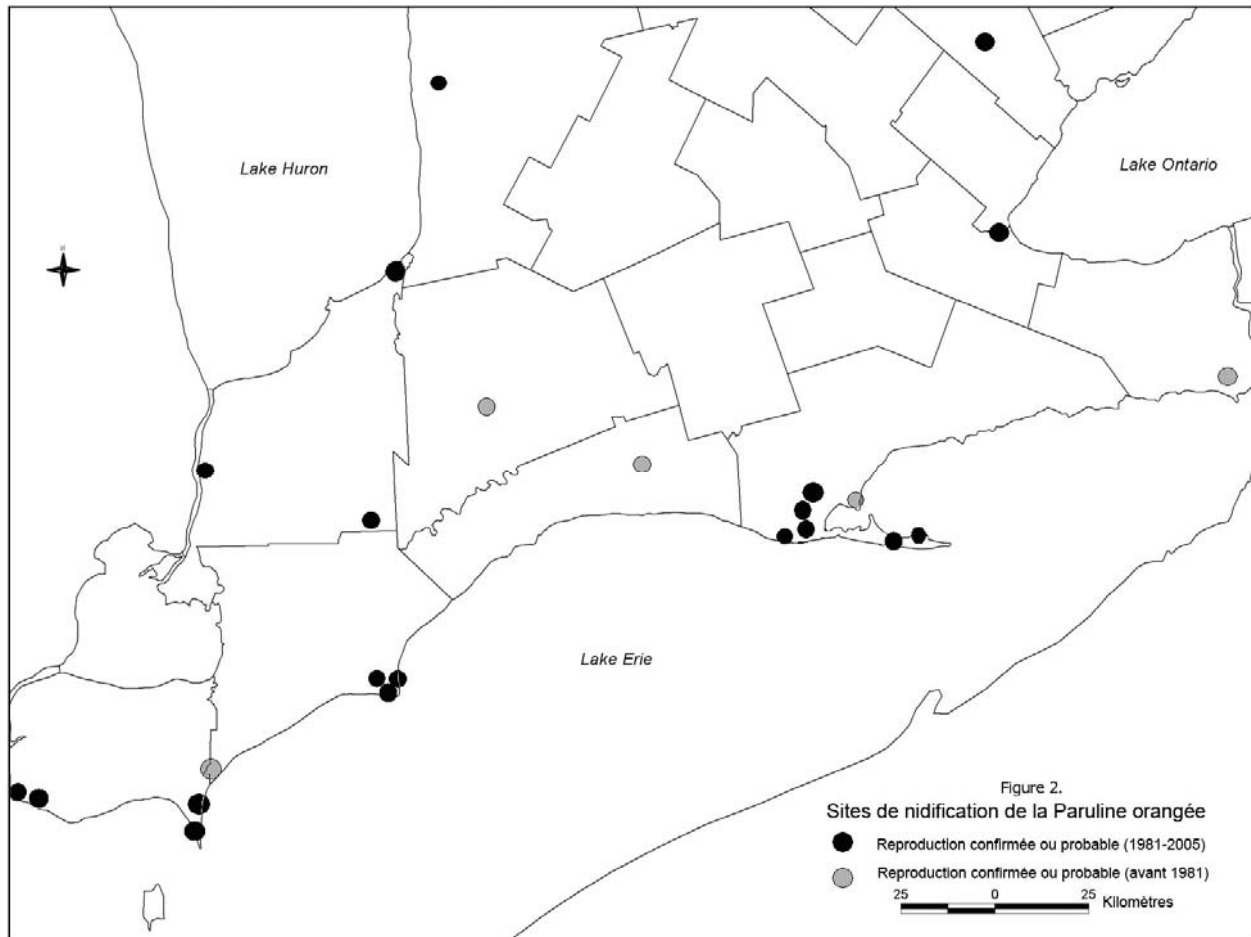 Lake Huron
Lake Ontario
Lake Erie
Figure 2.
Sites de nidification de la Paruline orangée
Reproduction confirmée ou probable (1981-2005)
Reproduction confirmée ou probable (avant 1981)
25 0 25 Kilomètres